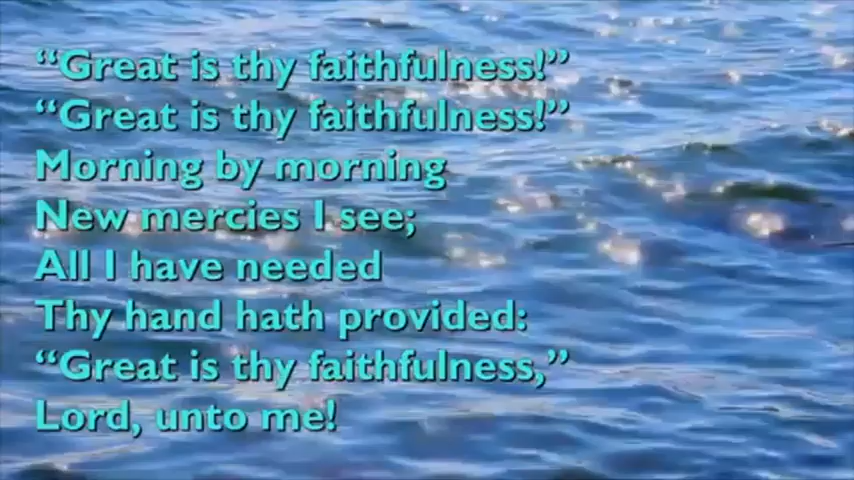 “Great is thy faithfulness!”
“Great is thy faithfulness!”
Morning by morning
New mercies I see;
All I have needed
Thy hand hath provided:
“Great is thy faithfulness,”
Lord, unto me!